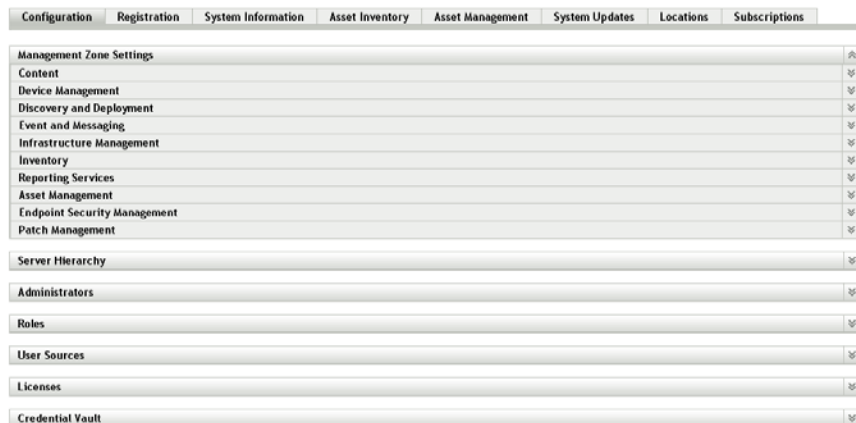 Configuration Registration System Information Asset Inventory Asset Management System Updates Locations Subscriptions
Management Zone Settings
Content
Device Management
Discovery and Deployment
Event and Messaging
Infrastructure Management
Inventory
Reporting Services
Asset Management
Endpoint Security Management
Patch Management
Server Hierarchy
Administrators
Roles
User Sources
Licenses
Credential Vault